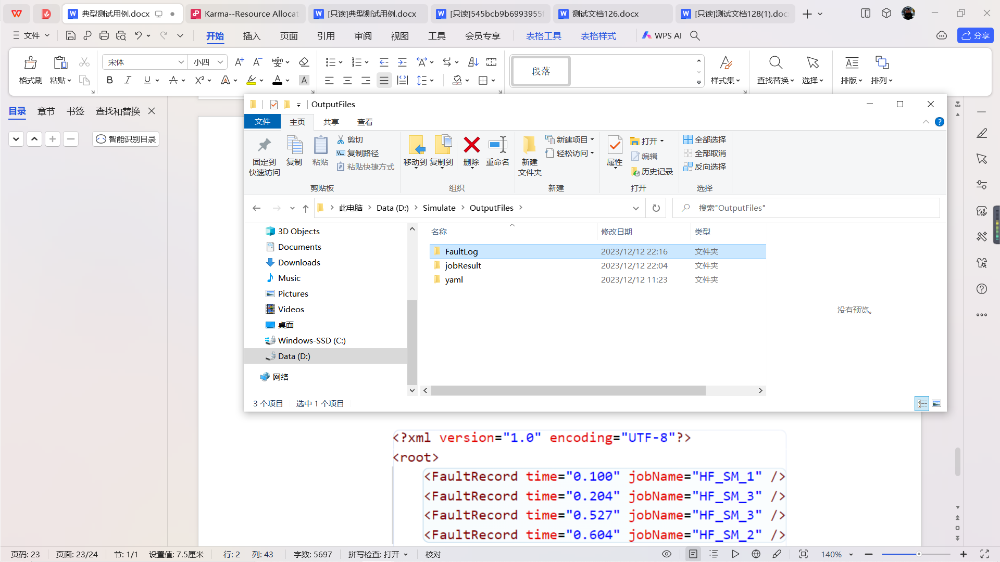 典型测试用例.docx
Karma--Resource Allocat
[只读]典型测试用例.docx
[只读]545bcb9b6993955f
测试文档126.docx
[只读]测试文档128(1).docx
文件
开始
插入
页面
引用
审阅
视图
工具
会员专享
表格工具
表格样式
WPS AI
分享
格式刷
粘贴
宋体
小四
段落
样式集
查找替换
选择
排版
排列
目录
章节
书签
查找和替换
智能识别目录
OutputFiles
文件
主页
共享
查看
固定到
快速访问
复制
粘贴
剪切
复制路径
粘贴快捷方式
剪贴板
移动到
复制到
删除
重命名
组织
新建
文件夹
新建项目
轻松访问
新建
属性
打开
编辑
历史记录
打开
全部选择
全部取消
反向选择
选择
此电脑
Data (D:)
Simulate
OutputFiles
搜索"OutputFiles"
3D Objects
Documents
Downloads
Music
Pictures
Videos
桌面
Windows-SSD (C:)
Data (D:)
网络
名称
修改日期
类型
FaultLog 2023/12/12 22:16 文件夹
jobResult 2023/12/12 22:04 文件夹
yaml 2023/12/12 11:23 文件夹
没有预览。
3 个项目
选中 1 个项目
<?xml version="1.0" encoding="UTF-8"?>
<root>
<FaultRecord time="0.100" jobName="HF_SM_1" />
<FaultRecord time="0.204" jobName="HF_SM_3" />
<FaultRecord time="0.527" jobName="HF_SM_3" />
<FaultRecord time="0.604" jobName="HF_SM_2" />
页码: 23
页面: 23/24
节: 1/1
设置值: 7.5厘米
行: 2
列: 43
字数: 5697
拼写检查: 打开
校对
140%